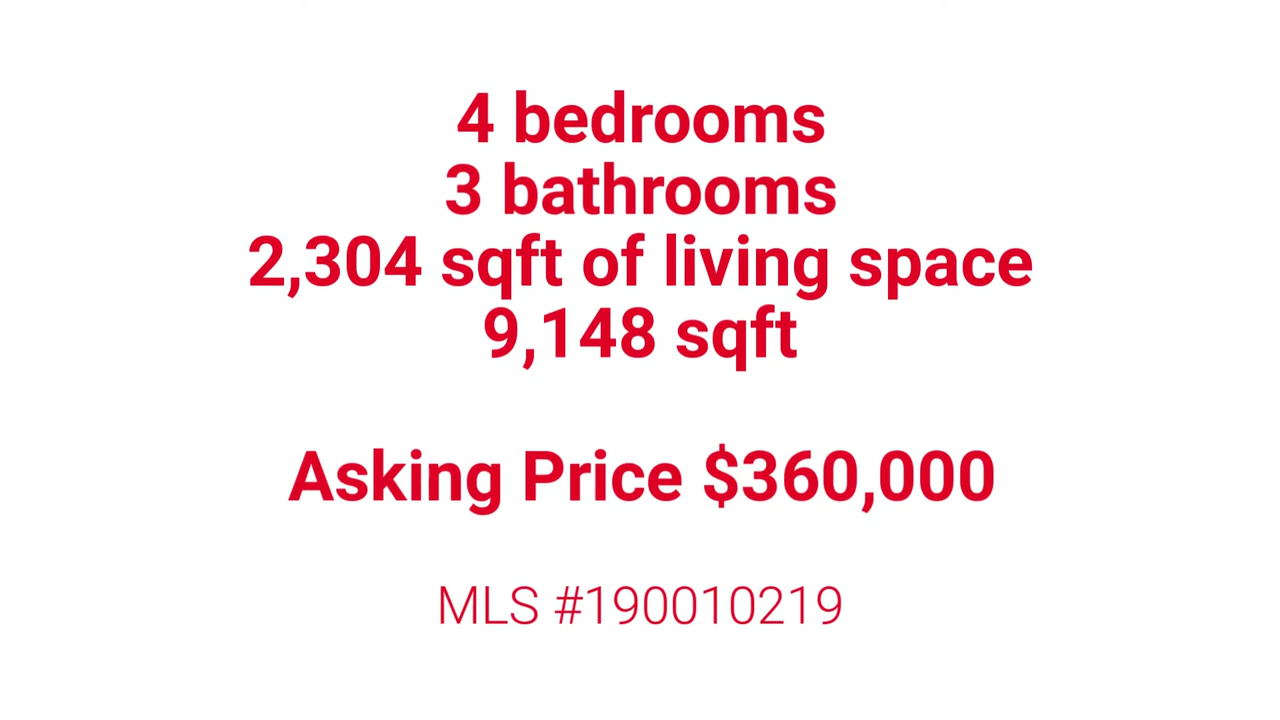 4 bedrooms
3 bathrooms
2,304 sqft of living space
9,148 sqft
Asking Price $360,000
MLS #190010219